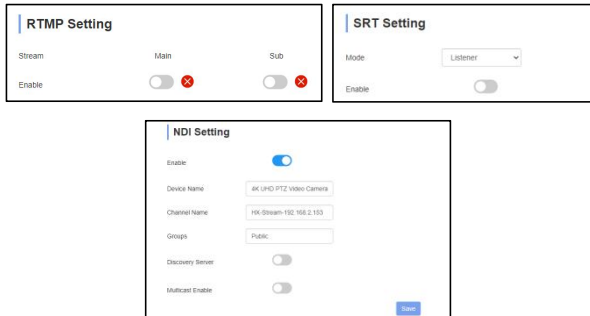 RTMP Setting
Stream Main Sub
Enable
SRT Setting
Mode Listener
Enable
NDI Setting
Enable
Device Name 4K UHD PTZ Video Camera
Channel Name HX-Stream-192.168.2.103
Groups Public
Discovery Server
Multicast Enable
Save